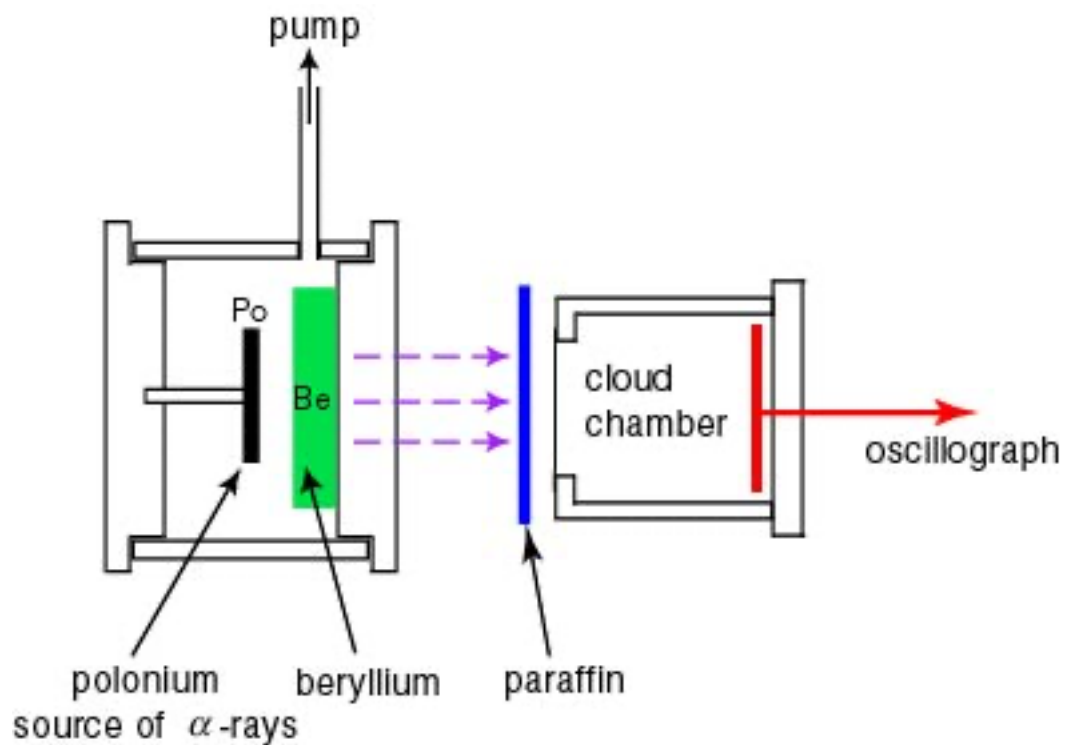 pump
Po
Be
cloud
chamber
oscillograph
polonium
source of α-rays
beryllium
paraffin